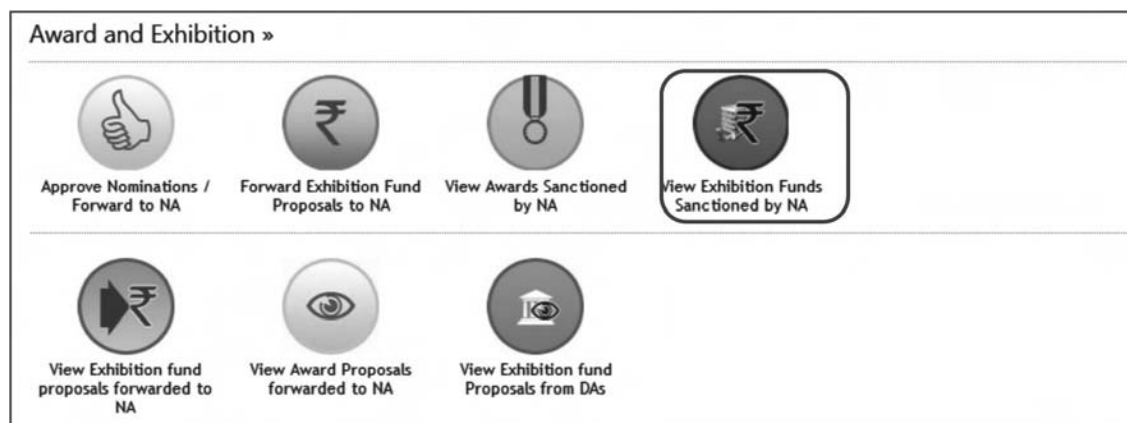 Award and Exhibition »
Approve Nominations /
Forward to NA
Forward Exhibition Fund
Proposals to NA
View Awards Sanctioned
by NA
View Exhibition Funds
Sanctioned by NA
View Exhibition fund
proposals forwarded to
NA
View Award Proposals
forwarded to NA
View Exhibition fund
Proposals from DAs